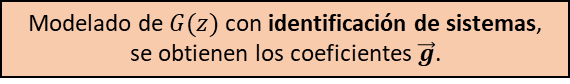 Modelado de G(z) con identificación de sistemas,
se obtienen los coeficientes g⃗.